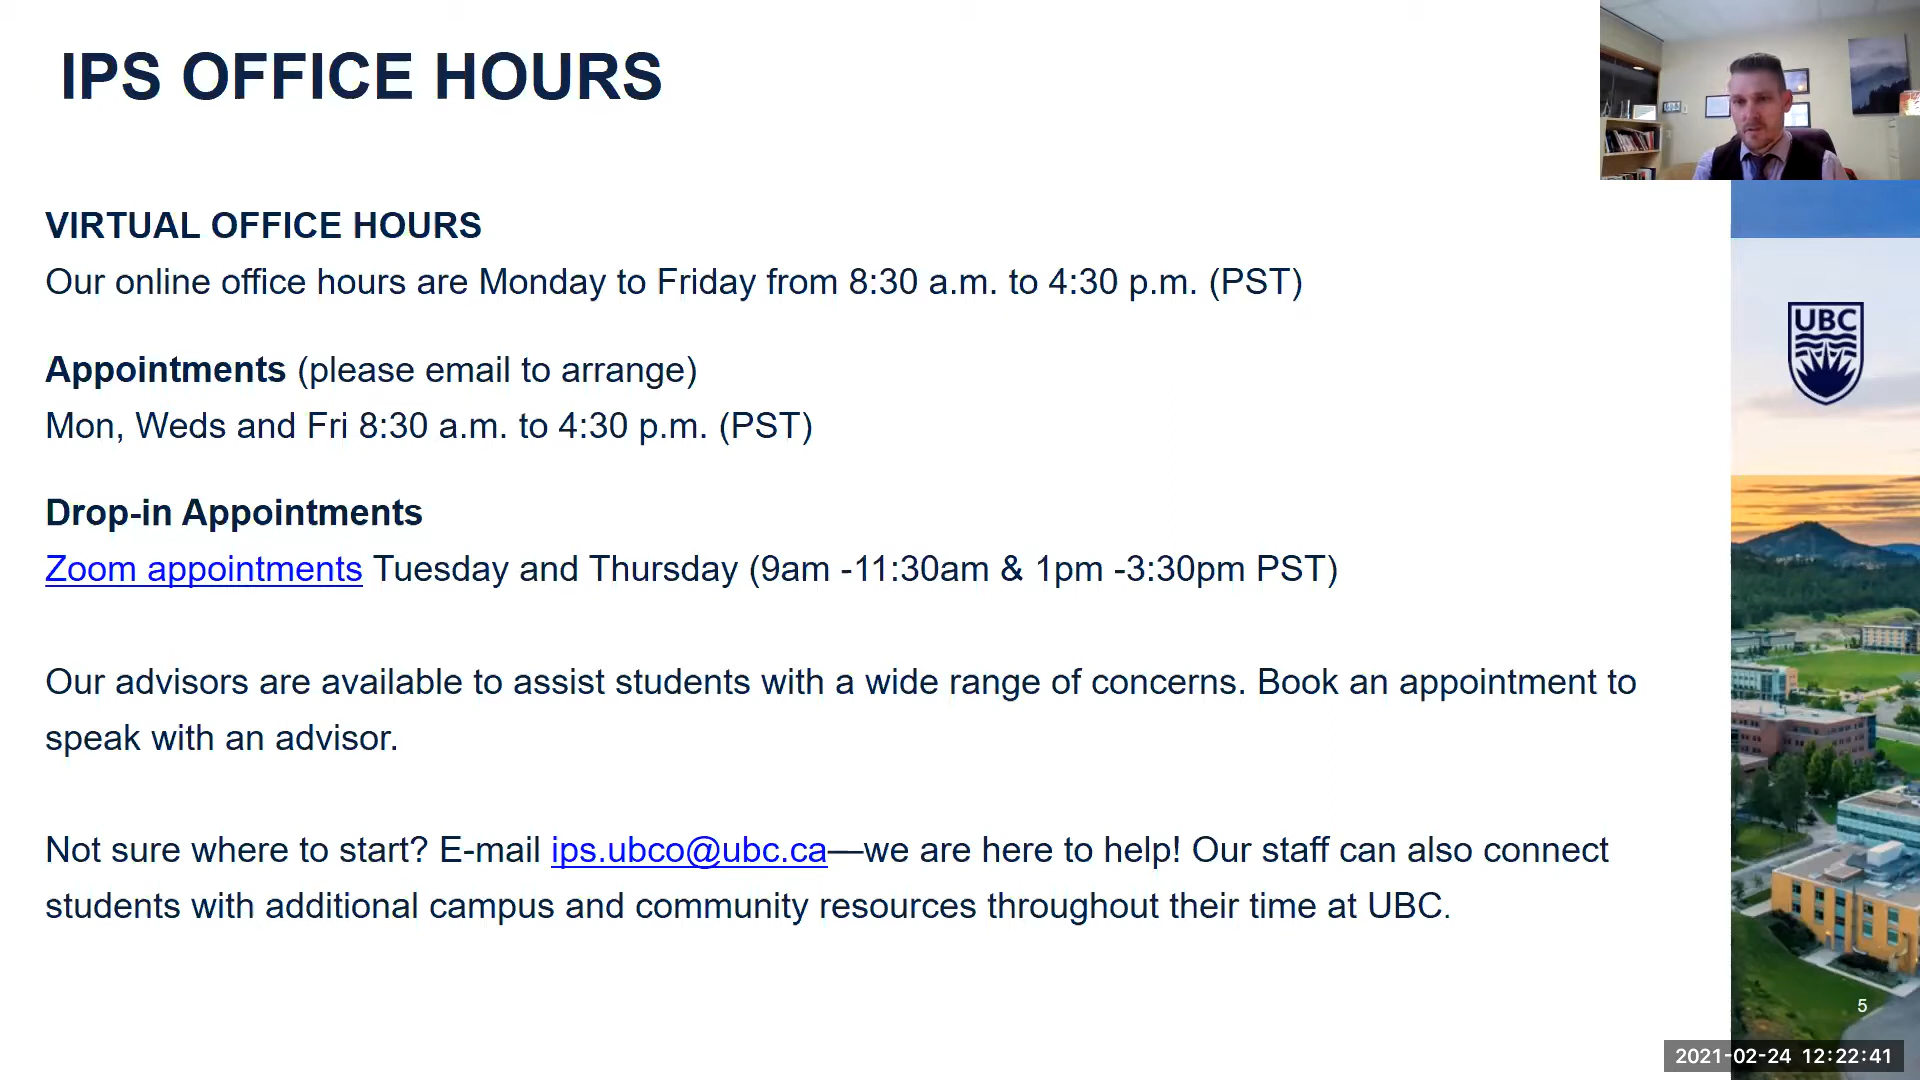 IPS OFFICE HOURS
VIRTUAL OFFICE HOURS
Our online office hours are Monday to Friday from 8:30 a.m. to 4:30 p.m. (PST)
UBC
Appointments (please email to arrange)
Mon, Weds and Fri 8:30 a.m. to 4:30 p.m. (PST)
Drop-in Appointments
Zoom appointments Tuesday and Thursday (9am -11:30am & 1pm -3:30pm PST)
Our advisors are available to assist students with a wide range of concerns. Book an appointment to
speak with an advisor.
Not sure where to start? E-mail ips.ubco@ubc.ca—we are here to help! Our staff can also connect
students with additional campus and community resources throughout their time at UBC.
5
2021-02-24 12:22:41